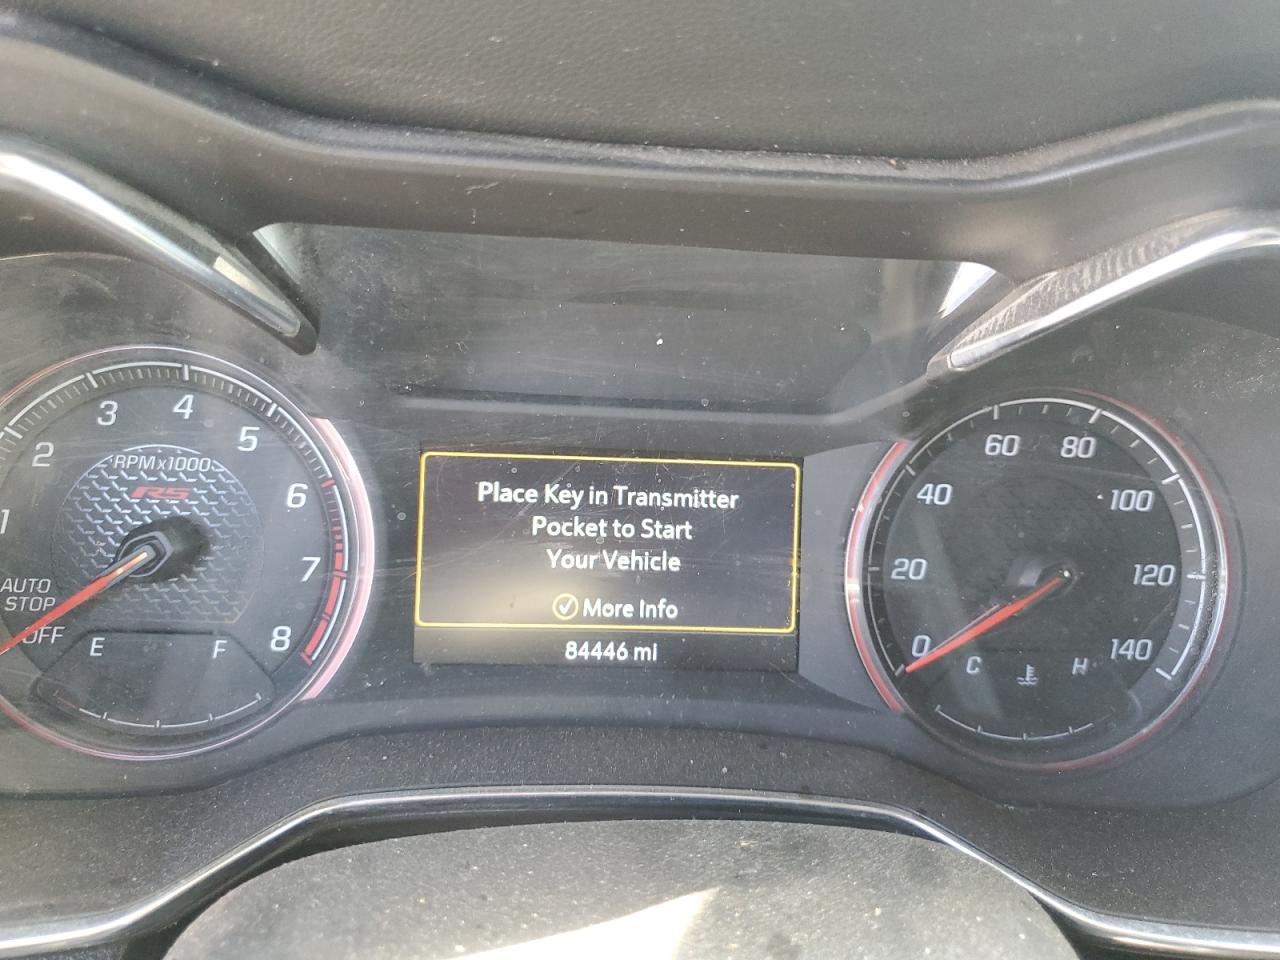 1
2
3
4
5
6
7
8
RPMx1000
RS
AUTO
STOP
OFF
E
F
Place Key in Transmitter
Pocket to Start
Your Vehicle
More Info
84446 mi
0
20
40
60
80
100
120
140
C
H